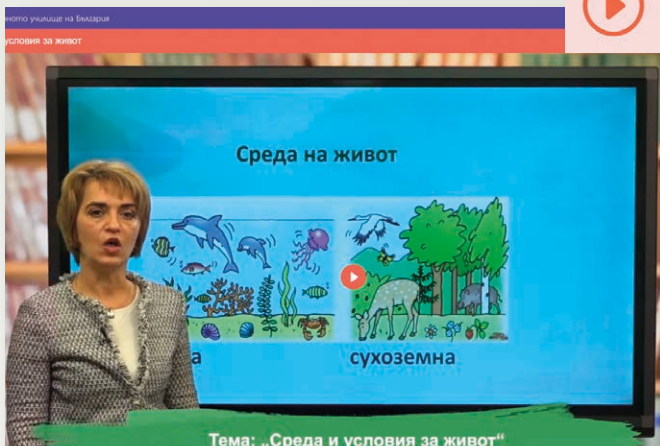 ното училище на България
условия за живот
Среда на живот
а
сухоземна
Тема: „Среда и условия за живот“